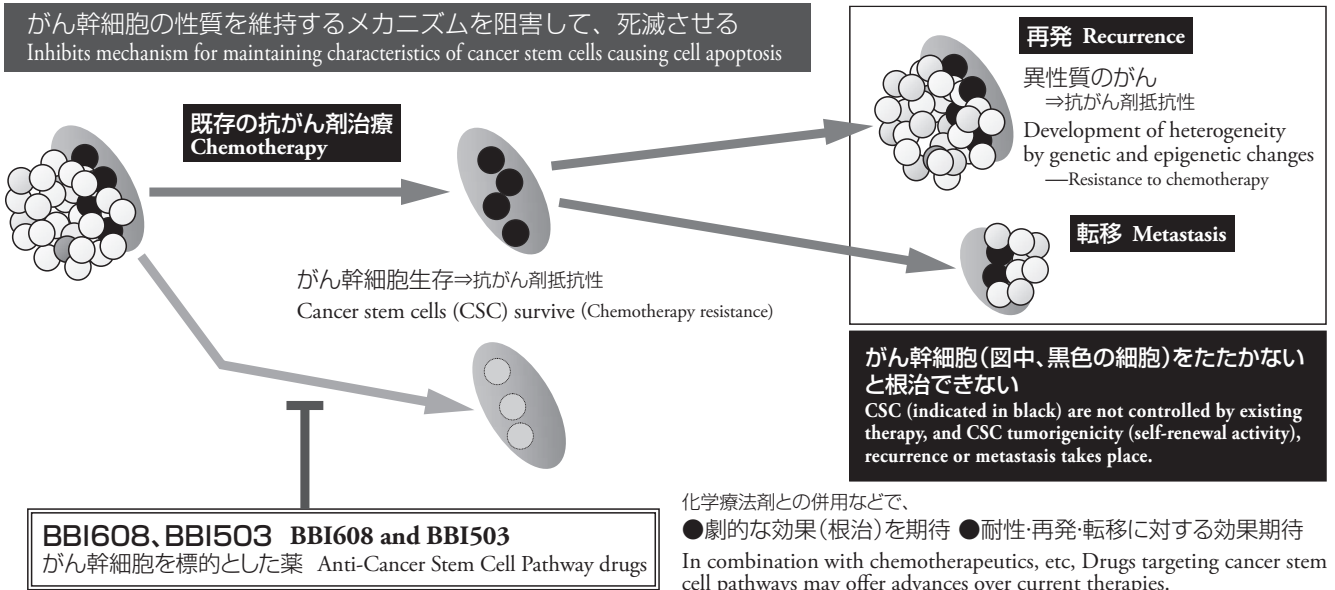 がん幹細胞の性質を維持するメカニズムを阻害して、死滅させる
Inhibits mechanism for maintaining characteristics of cancer stem cells causing cell apoptosis
既存の抗がん剤治療
Chemotherapy
がん幹細胞生存⇒抗がん剤抵抗性
Cancer stem cells (CSC) survive (Chemotherapy resistance)
再発 Recurrence
異性質のがん
⇒抗がん剤抵抗性
Development of heterogeneity
by genetic and epigenetic changes
—Resistance to chemotherapy
転移 Metastasis
がん幹細胞(図中、黒色の細胞)をたたかない
と根治できない
CSC (indicated in black) are not controlled by existing
therapy, and CSC tumorigenicity (self-renewal activity),
recurrence or metastasis takes place.
BBI608、BBI503 BBI608 and BBI503
がん幹細胞を標的とした薬 Anti-Cancer Stem Cell Pathway drugs
化学療法剤との併用などで、
●劇的な効果(根治)を期待 ●耐性・再発・転移に対する効果期待
In combination with chemotherapeutics, etc, Drugs targeting cancer stem
cell pathways may offer advances over current therapies.